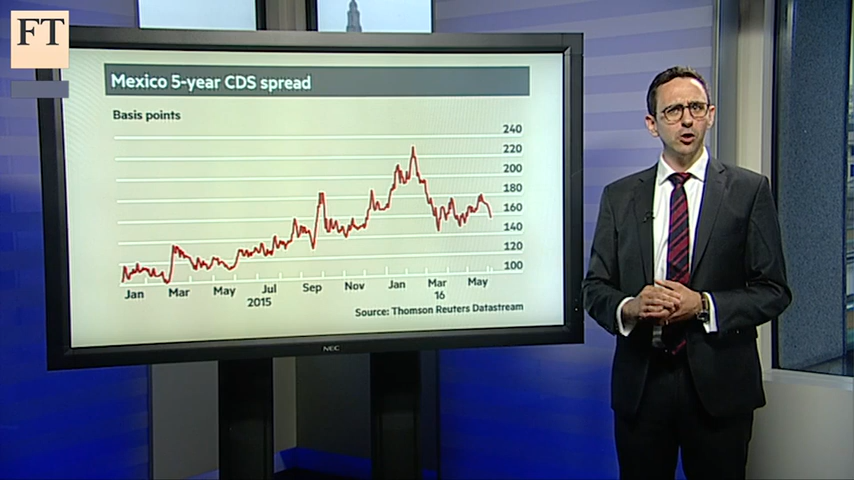 FT
Mexico 5-year CDS spread
Basis points
240
220
200
180
160
140
120
100
Jan Mar May Jul Sep Nov Jan Mar May
2015 16
Source: Thomson Reuters Datastream
NEC